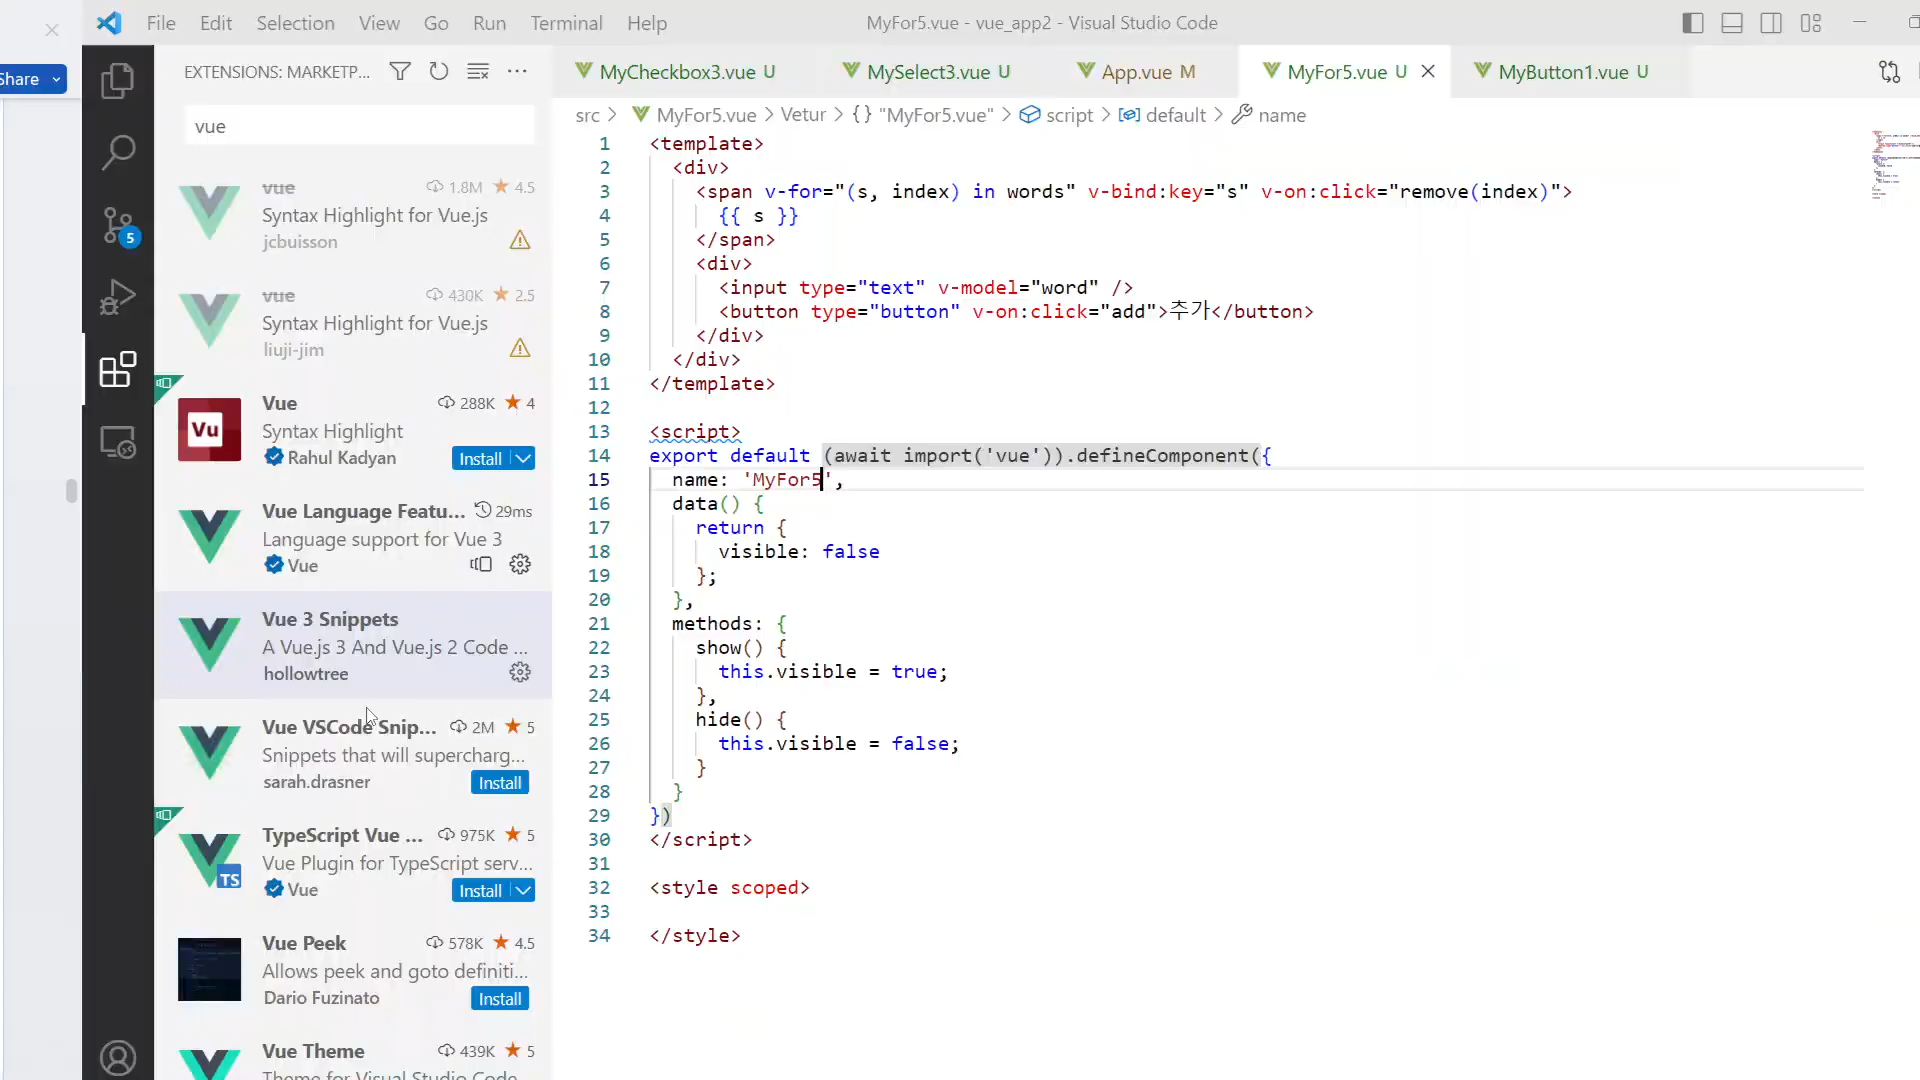 Share
File Edit Selection View Go Run Terminal Help
MyFor5.vue - vue_app2 - Visual Studio Code
EXTENSIONS: MARKETP...
MyCheckbox3.vue U
MySelect3.vue U
App.vue M
MyFor5.vue U
MyButton1.vue U
vue
src > MyFor5.vue > Vetur > {} "MyFor5.vue" > script > default > name
5
vue 1.8M 4.5
Syntax Highlight for Vue.js
jcbuisson
vue 430K 2.5
Syntax Highlight for Vue.js
liuji-jim
Vue 288K 4
Syntax Highlight
Vu
Rahul Kadyan Install
Vue Language Featu... 29ms
Language support for Vue 3
Vue
Vue 3 Snippets
A Vue.js 3 And Vue.js 2 Code ...
hollowtree
Vue VSCode Snip... 2M 5
Snippets that will supercharg...
sarah.drasner Install
TypeScript Vue ... 975K 5
Vue Plugin for TypeScript serv...
TS
Vue Install
Vue Peek 578K 4.5
Allows peek and goto definiti...
Dario Fuzinato Install
Vue Theme 439K 5
Theme for Visual Studio Code
1 <template>
2 <div>
3 <span v-for="(s, index) in words" v-bind:key="s" v-on:click="remove(index)">
4 {{ s }}
5 </span>
6 <div>
7 <input type="text" v-model="word" />
8 <button type="button" v-on:click="add">추가</button>
9 </div>
10 </div>
11 </template>
12
13 <script>
14 export default (await import('vue')).defineComponent({
15 name: 'MyFor5',
16 data() {
17 return {
18 visible: false
19 };
20 },
21 methods: {
22 show() {
23 this.visible = true;
24 },
25 hide() {
26 this.visible = false;
27 }
28 }
29 })
30 </script>
31
32 <style scoped>
33
34 </style>